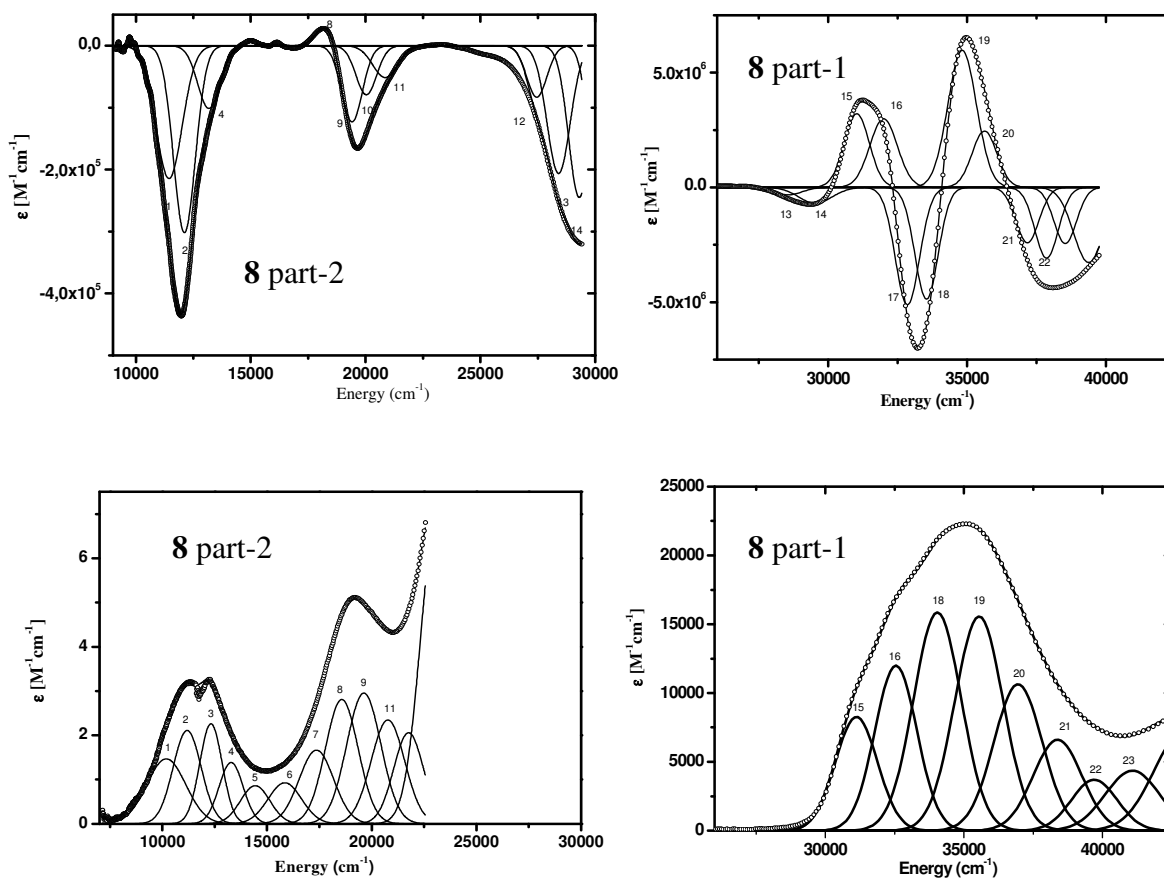 0,0
-2,0x10⁵
-4,0x10⁵
ε [M⁻¹cm⁻¹]
8
11
10
9
4
1
2
12
13
14
8 part-2
10000 15000 20000 25000 30000
Energy (cm⁻¹)
5.0x10⁶
0.0
-5.0x10⁶
ε [M⁻¹cm⁻¹]
8 part-1
19
15
16
20
13 14
21
22
17
18
30000 35000 40000
Energy (cm⁻¹)
6
4
2
0
ε [M⁻¹cm⁻¹]
8 part-2
1
2
3
4
5
6
7
8
9
11
10000 15000 20000 25000 30000
Energy (cm⁻¹)
25000
20000
15000
10000
5000
0
ε [M⁻¹cm⁻¹]
8 part-1
15
16
18
19
20
21
22
23
30000 35000 40000
Energy (cm⁻¹)